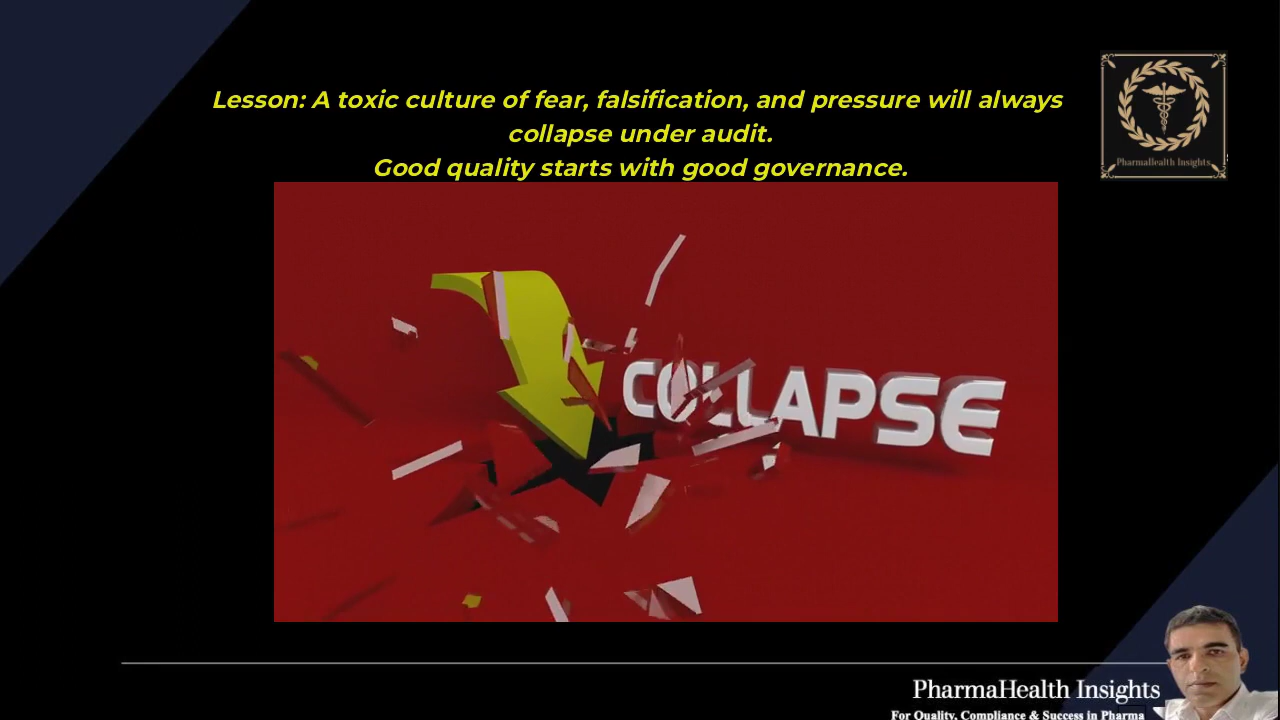 Lesson: A toxic culture of fear, falsification, and pressure will always
collapse under audit.
Good quality starts with good governance.
PharmaHealth Insights
COLLAPSE
PharmaHealth Insights
For Quality, Compliance & Success in Pharma